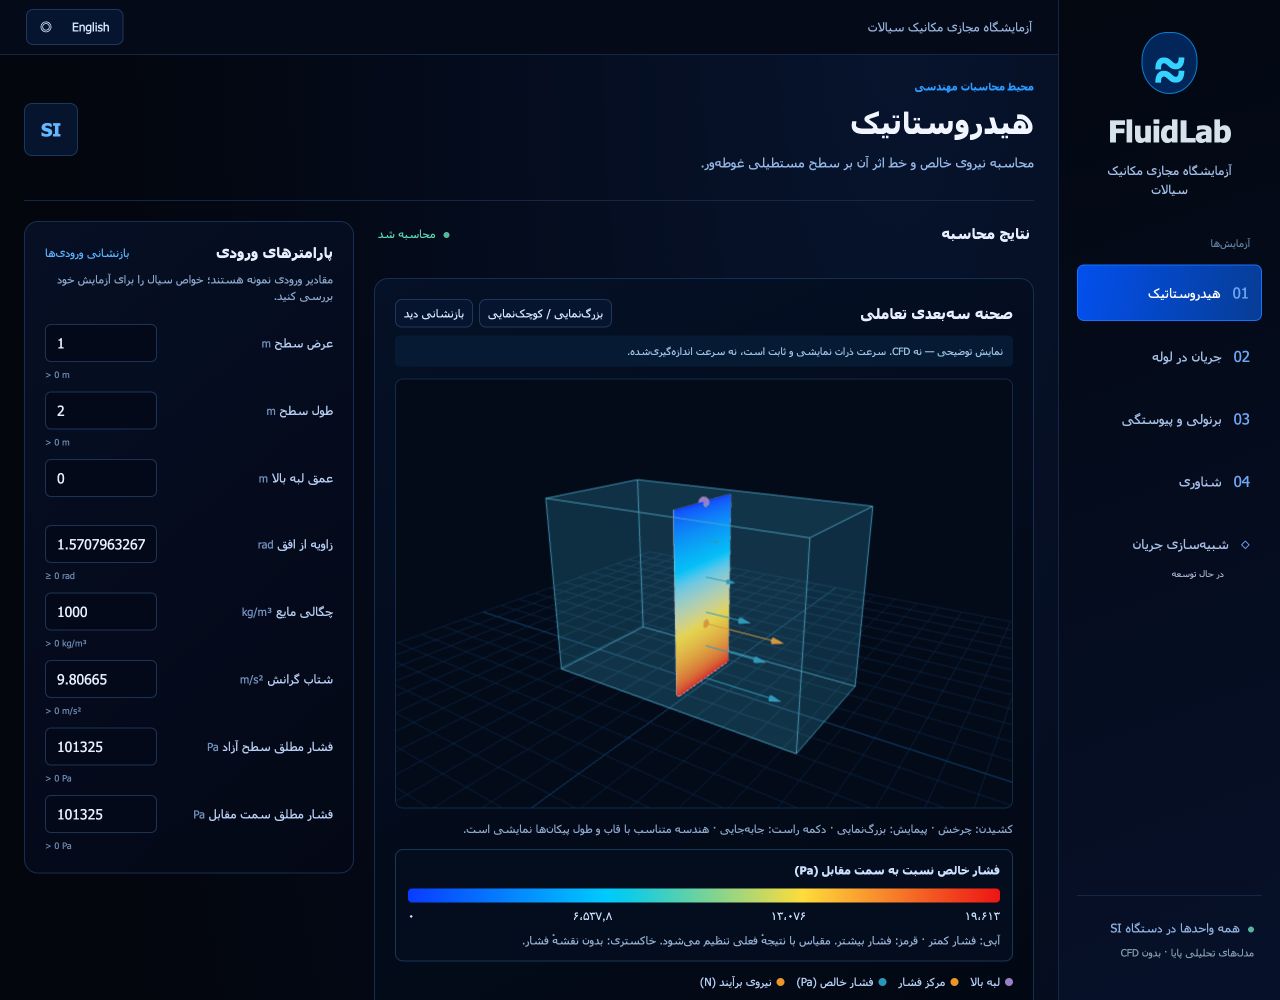 FluidLab
آزمایشگاه مجازی مکانیک
سیالات
آزمایش‌ها
01 هیدروستاتیک
02 جریان در لوله
03 برنولی و پیوستگی
04 شناوری
◇ شبیه‌سازی جریان
در حال توسعه
همه واحدها در دستگاه SI
مدل‌های تحلیلی پایا · بدون CFD
آزمایشگاه مجازی مکانیک سیالات
English
محیط محاسبات مهندسی
هیدروستاتیک
SI
محاسبه نیروی خالص و خط اثر آن بر سطح مستطیلی غوطه‌ور.
نتایج محاسبه
محاسبه شد
صحنه سه‌بعدی تعاملی
بزرگ‌نمایی / کوچک‌نمایی
بازنشانی دید
نمایش توضیحی — نه CFD. سرعت ذرات نمایشی و ثابت است، نه سرعت اندازه‌گیری‌شده.
کشیدن: چرخش · پیمایش: بزرگ‌نمایی · دکمه راست: جابه‌جایی · هندسه متناسب با قاب و طول پیکان‌ها نمایشی است.
فشار خالص نسبت به سمت مقابل (Pa)
۰ ۶٬۵۳۷٫۸ ۱۳٬۰۷۶ ۱۹٬۶۱۳
آبی: فشار کمتر · قرمز: فشار بیشتر. مقیاس با نتیجهٔ فعلی تنظیم می‌شود. خاکستری: بدون نقشهٔ فشار.
لبه بالا مرکز فشار فشار خالص (Pa) نیروی برآیند (N)
پارامترهای ورودی
بازنشانی ورودی‌ها
مقادیر ورودی نمونه هستند؛ خواص سیال را برای آزمایش خود
بررسی کنید.
عرض سطح m
1
> 0 m
طول سطح m
2
> 0 m
عمق لبه بالا m
0
زاویه از افق rad
1.5707963267
≥ 0 rad
چگالی مایع kg/m³
1000
> 0 kg/m³
شتاب گرانش m/s²
9.80665
> 0 m/s²
فشار مطلق سطح آزاد Pa
101325
> 0 Pa
فشار مطلق سمت مقابل Pa
101325
> 0 Pa